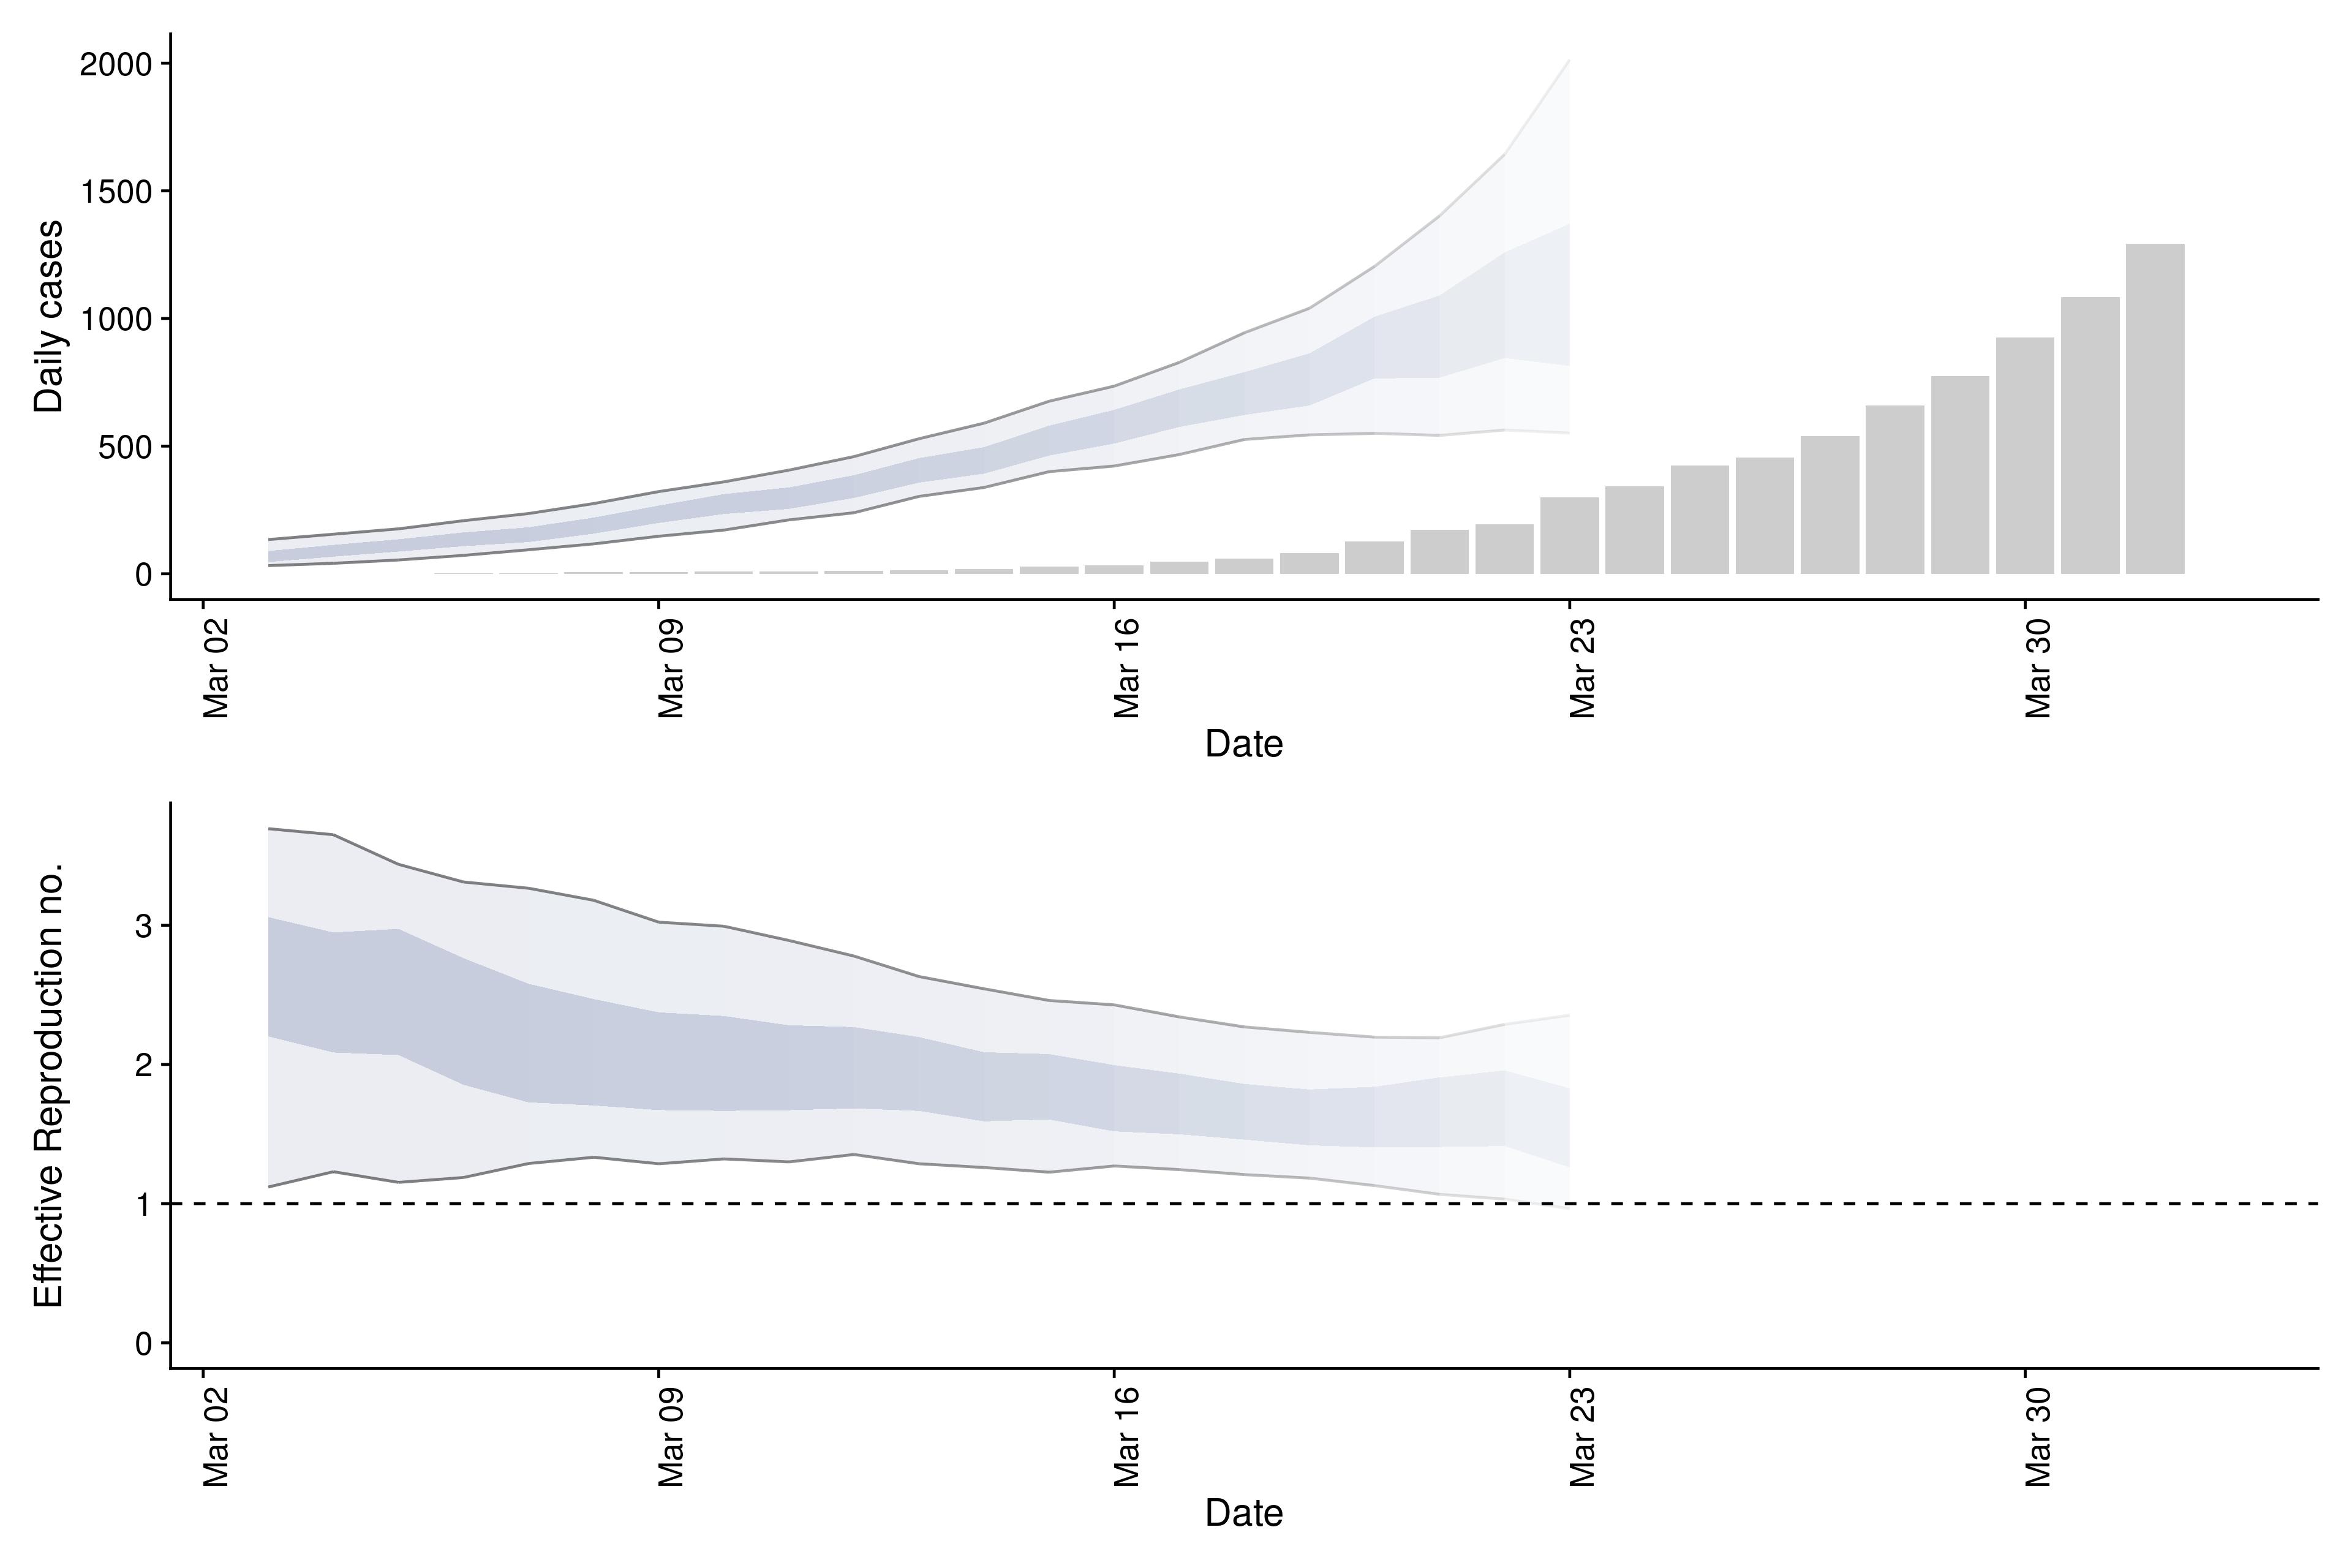 Daily cases
2000
1500
1000
500
0
Mar 02
Mar 09
Mar 16
Mar 23
Mar 30
Date
Effective Reproduction no.
3
2
1
0
Mar 02
Mar 09
Mar 16
Mar 23
Mar 30
Date